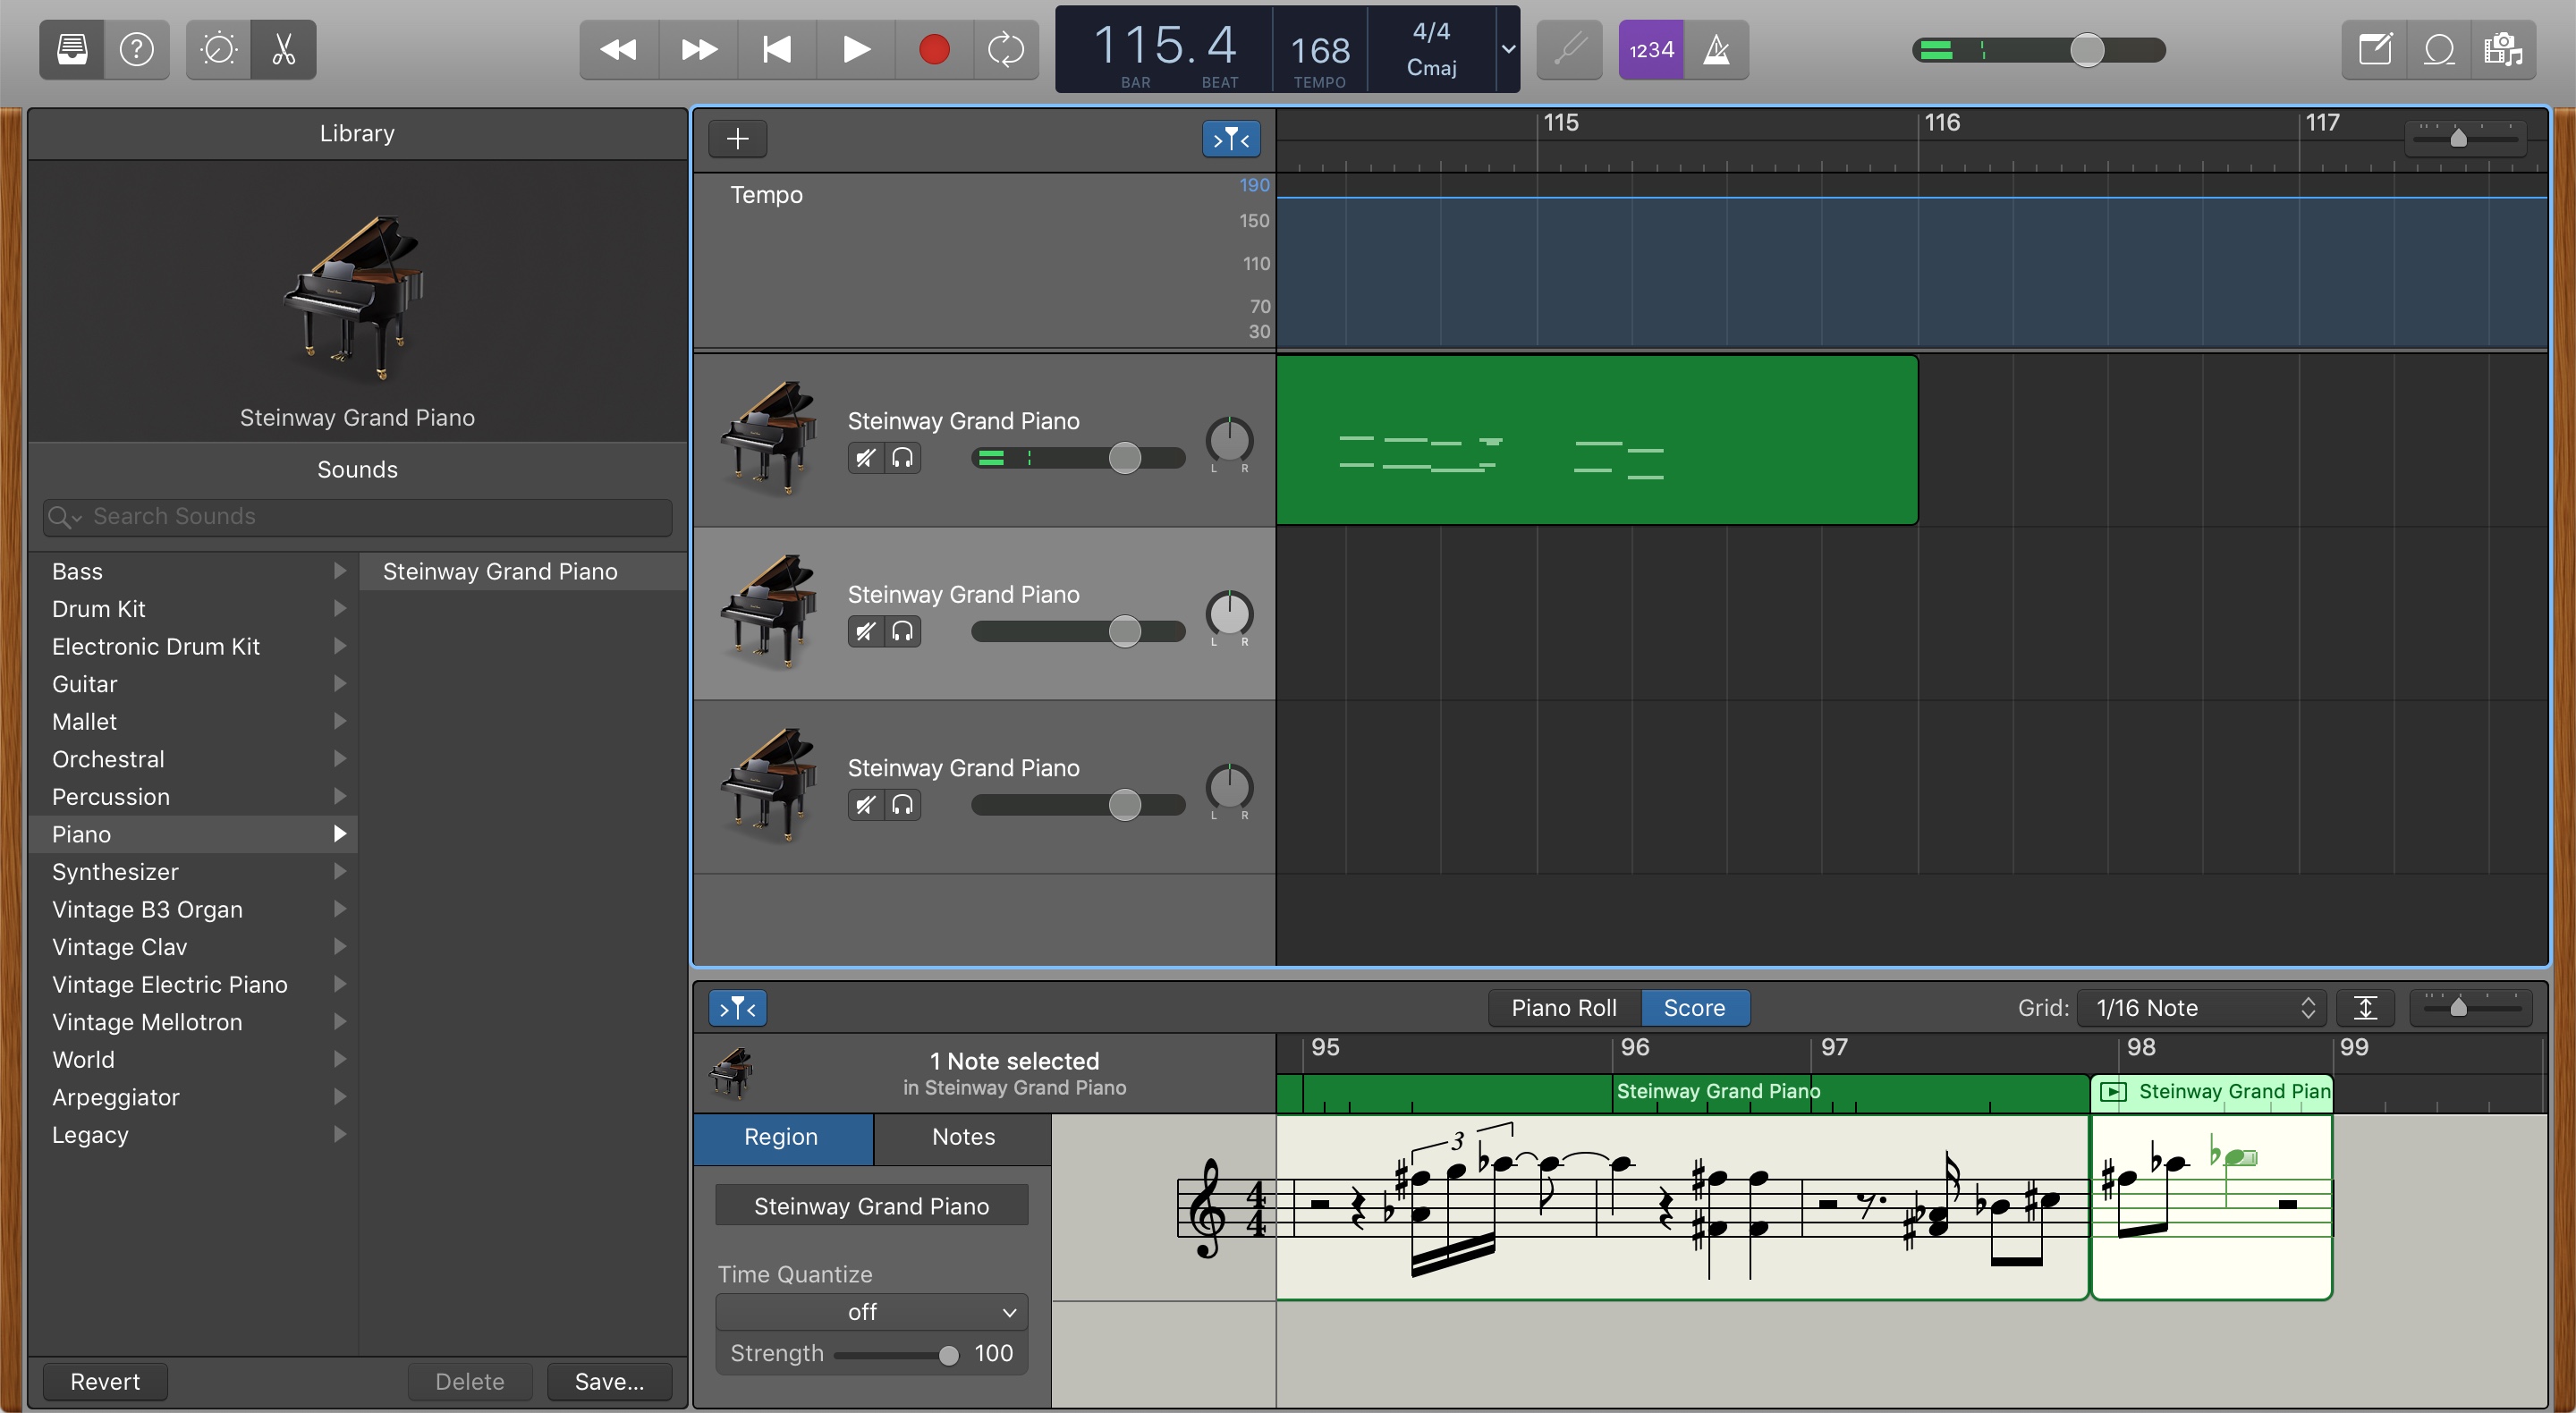 115.4
BAR BEAT
168
TEMPO
4/4
Cmaj
1234
Library
Steinway Grand Piano
Sounds
Search Sounds
Bass
Drum Kit
Electronic Drum Kit
Guitar
Mallet
Orchestral
Percussion
Piano
Synthesizer
Vintage B3 Organ
Vintage Clav
Vintage Electric Piano
Vintage Mellotron
World
Arpeggiator
Legacy
Steinway Grand Piano
Revert
Delete
Save...
115 116 117
Tempo
190
150
110
70
30
Steinway Grand Piano
L R
Steinway Grand Piano
L R
Steinway Grand Piano
L R
Piano Roll Score
Grid: 1/16 Note
1 Note selected
in Steinway Grand Piano
95 96 97 98 99
Steinway Grand Piano
Steinway Grand Pian
Region Notes
Steinway Grand Piano
Time Quantize
off
Strength 100
4
4
3